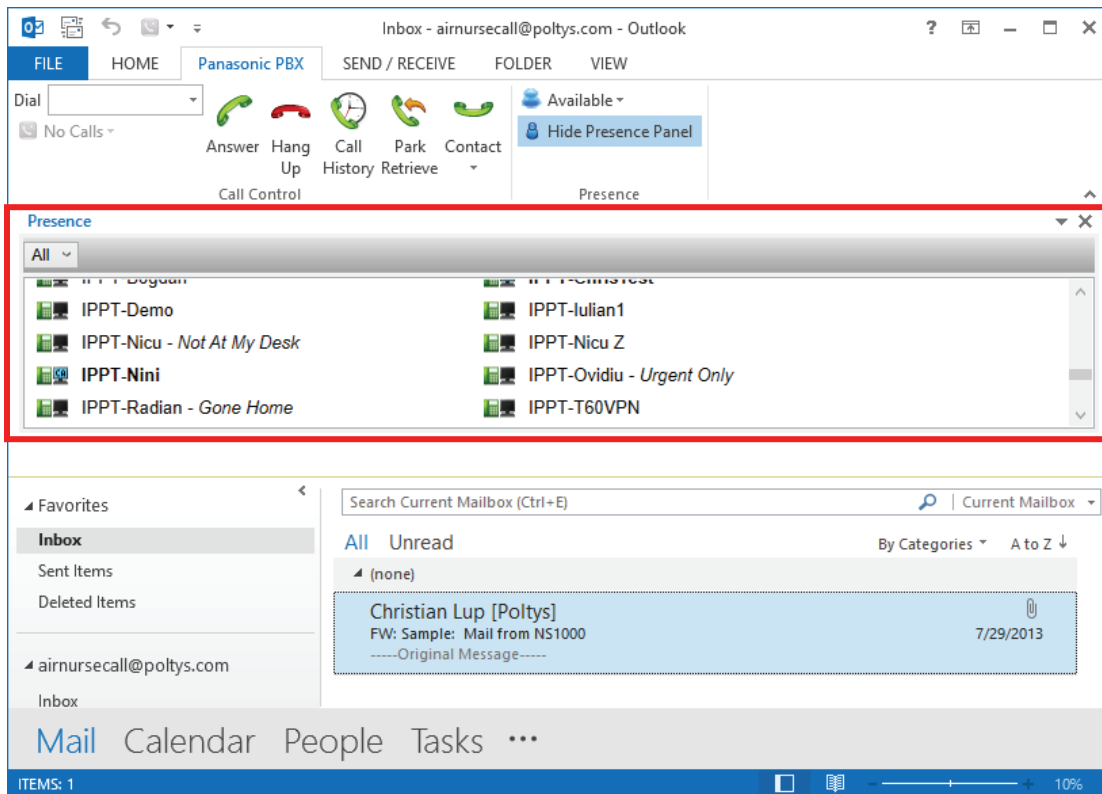 Inbox - airnursecall@poltys.com - Outlook
FILE HOME Panasonic PBX SEND / RECEIVE FOLDER VIEW
Dial
No Calls
Answer
Hang Up
Call History
Park Retrieve
Contact
Available
Hide Presence Panel
Call Control
Presence
Presence
All
IPPT-Bogdan IPPT-ChrisTest
IPPT-Demo IPPT-Iulian1
IPPT-Nicu - Not At My Desk IPPT-Nicu Z
IPPT-Nini IPPT-Ovidiu - Urgent Only
IPPT-Radian - Gone Home IPPT-T60VPN
Favorites
Inbox
Sent Items
Deleted Items
airnursecall@poltys.com
Inbox
Search Current Mailbox (Ctrl+E) Current Mailbox
All Unread By Categories A to Z
(none)
Christian Lup [Poltys]
FW: Sample: Mail from NS1000 7/29/2013
-----Original Message-----
Mail Calendar People Tasks •••
ITEMS: 1 10%